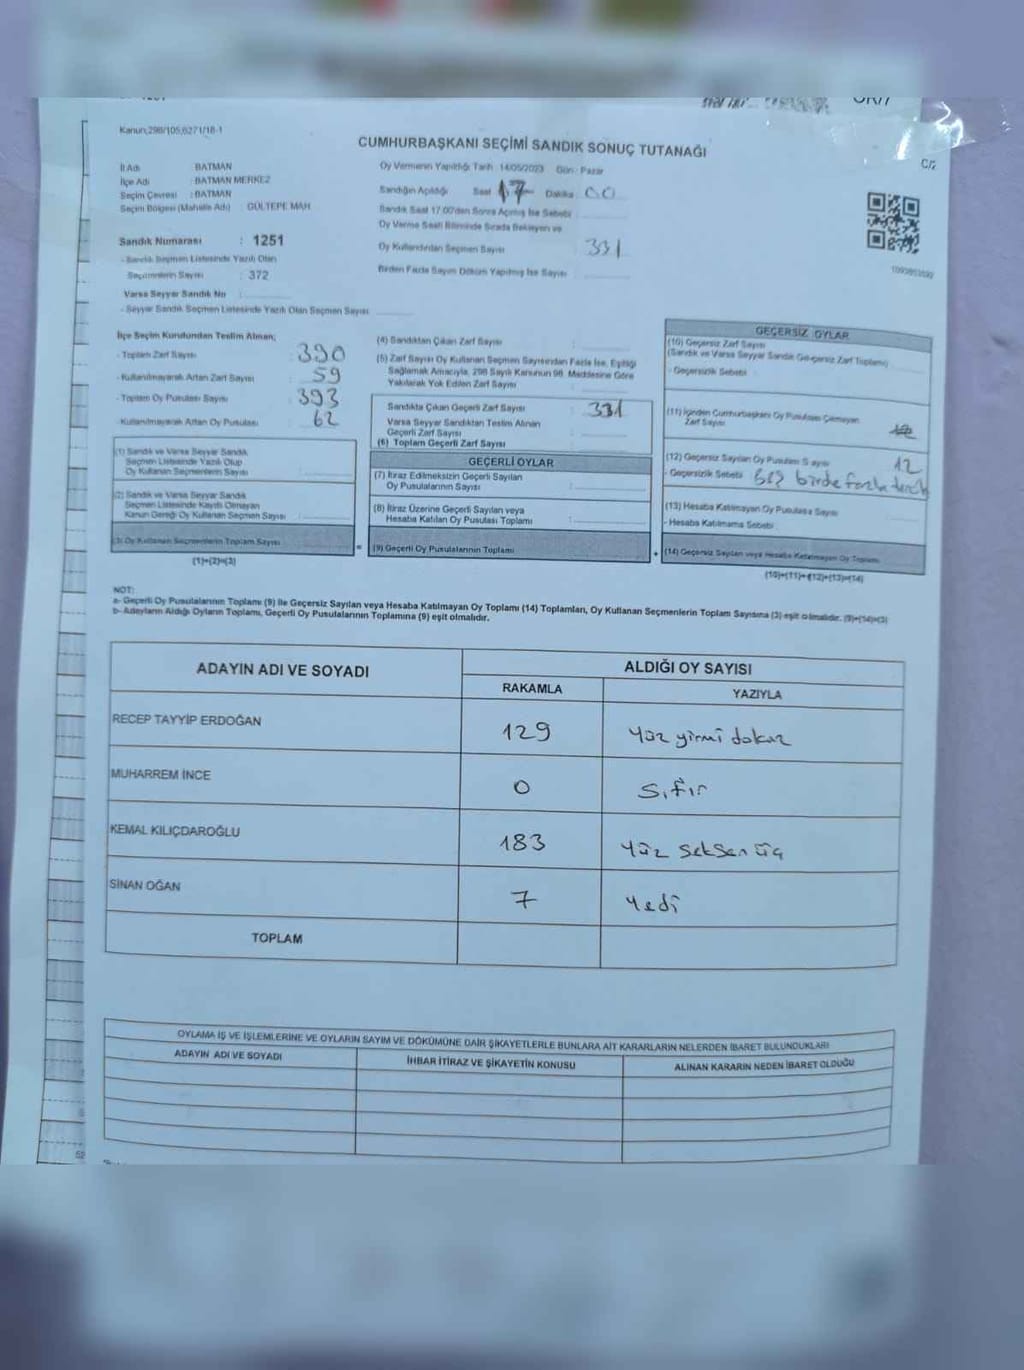 Kanun;298/105,6271/18-1
C/2
CUMHURBAŞKANI SEÇİMİ SANDIK SONUÇ TUTANAĞI
İl Adı : BATMAN
İlçe Adı : BATMAN MERKEZ
Seçim Çevresi : BATMAN
Seçim Bölgesi (Mahalle Adı) : GÜLTEPE MAH
Sandık Numarası : 1251
- Sandık Seçmen Listesinde Yazılı Olan
Seçmenlerin Sayısı : 372
Varsa Seyyar Sandık No :
- Seyyar Sandık Seçmen Listesinde Yazılı Olan Seçmen Sayısı
Oy Vermenin Yapıldığı Tarih 14/05/2023 Gün : Pazar
Sandığın Açıldığı Saat 17 Dakika 00
Sandık Saat 17:00'den Sonra Açılmış İse Sebebi
Oy Verme Saati Bitiminde Sırada Bekleyen ve
Oy Kullandırılan Seçmen Sayısı 331
Birden Fazla Sayım Döküm Yapılmış İse Sayısı
İlçe Seçim Kurulundan Teslim Alınan;
- Toplam Zarf Sayısı : 390
- Kullanılmayarak Artan Zarf Sayısı : 59
- Toplam Oy Pusulası Sayısı : 393
- Kullanılmayarak Artan Oy Pusulası : 62
(1) Sandık ve Varsa Seyyar Sandık
Seçmen Listesinde Yazılı Olup
Oy Kullanan Seçmenlerin Sayısı
(2) Sandık ve Varsa Seyyar Sandık
Seçmen Listesinde Kayıtlı Olmayan
Kanun Gereği Oy Kullanan Seçmen Sayısı
(3) Oy Kullanan Seçmenlerin Toplam Sayısı
(1)+(2)=(3)
(4) Sandıktan Çıkan Zarf Sayısı
(5) Zarf Sayısı Oy Kullanan Seçmen Sayısından Fazla İse, Eşitliği
Sağlamak Amacıyla, 298 Sayılı Kanunun 98. Maddesine Göre
Yakılarak Yok Edilen Zarf Sayısı
Sandıkta Çıkan Geçerli Zarf Sayısı : 331
Varsa Seyyar Sandıktan Teslim Alınan
Geçerli Zarf Sayısı
(6) Toplam Geçerli Zarf Sayısı
GEÇERLİ OYLAR
(7) İtiraz Edilmeksizin Geçerli Sayılan
Oy Pusulalarının Sayısı
(8) İtiraz Üzerine Geçerli Sayılan veya
Hesaba Katılan Oy Pusulası Toplamı
(9) Geçerli Oy Pusulalarının Toplamı
GEÇERSİZ OYLAR
(10) Geçersiz Zarf Sayısı
(Sandık ve Varsa Seyyar Sandık Geçersiz Zarf Toplamı)
- Geçersizlik Sebebi
(11) İçinden Cumhurbaşkanı Oy Pusulası Çıkmayan
Zarf Sayısı
(12) Geçersiz Sayılan Oy Pusulası Sayısı 12
- Geçersizlik Sebebi birde fazla
(13) Hesaba Katılmayan Oy Pusulası Sayısı
- Hesaba Katılmama Sebebi
(14) Geçersiz Sayılan veya Hesaba Katılmayan Oy Toplamı
(10)+(11)+(12)+(13)=(14)
NOT:
a- Geçerli Oy Pusulalarının Toplamı (9) ile Geçersiz Sayılan veya Hesaba Katılmayan Oy Toplamı (14) Toplamları, Oy Kullanan Seçmenlerin Toplam Sayısına (3) eşit olmalıdır. (9)+(14)=(3)
b- Adayların Aldığı Oyların Toplamı, Geçerli Oy Pusulalarının Toplamına (9) eşit olmalıdır.
ADAYIN ADI VE SOYADI ALDIĞI OY SAYISI
RAKAMLA YAZIYLA
RECEP TAYYİP ERDOĞAN 129 Yüz yirmi dokuz
MUHARREM İNCE 0 Sıfır
KEMAL KILIÇDAROĞLU 183 Yüz seksen üç
SİNAN OĞAN 7 Yedi
TOPLAM
OYLAMA İŞ VE İŞLEMLERİNE VE OYLARIN SAYIM VE DÖKÜMÜNE DAİR ŞİKAYETLERLE BUNLARA AİT KARARLARIN NELERDEN İBARET BULUNDUKLARI
ADAYIN ADI VE SOYADI İHBAR İTİRAZ VE ŞİKAYETİN KONUSU ALINAN KARARIN NEDEN İBARET OLDUĞU